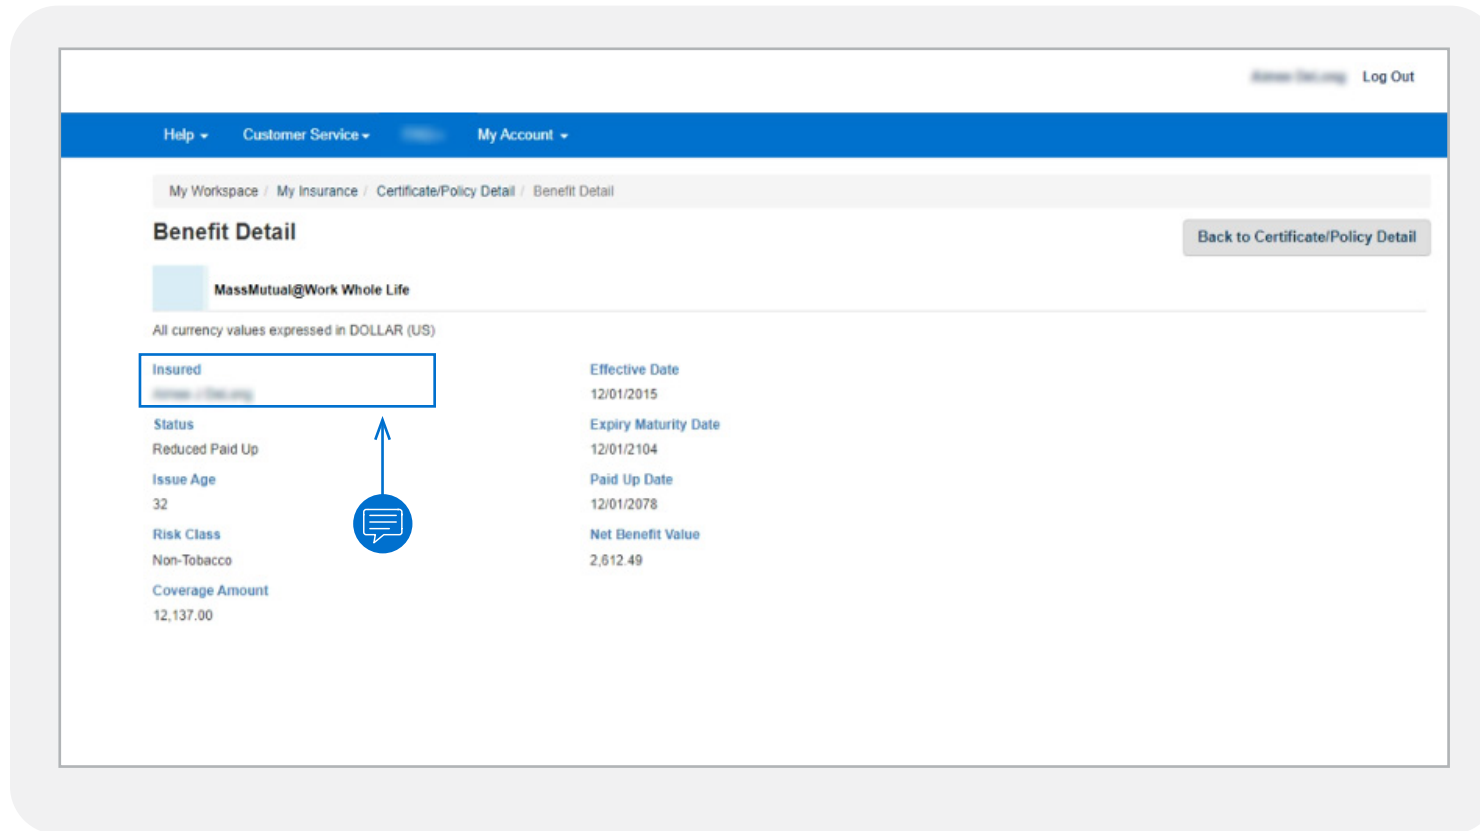 Log Out
Help Customer Service My Account
My Workspace / My Insurance / Certificate/Policy Detail / Benefit Detail
Benefit Detail
Back to Certificate/Policy Detail
MassMutual@Work Whole Life
All currency values expressed in DOLLAR (US)
Insured
Effective Date
12/01/2015
Status
Expiry Maturity Date
Reduced Paid Up
12/01/2104
Issue Age
Paid Up Date
32
12/01/2078
Risk Class
Net Benefit Value
Non-Tobacco
2,612.49
Coverage Amount
12,137.00